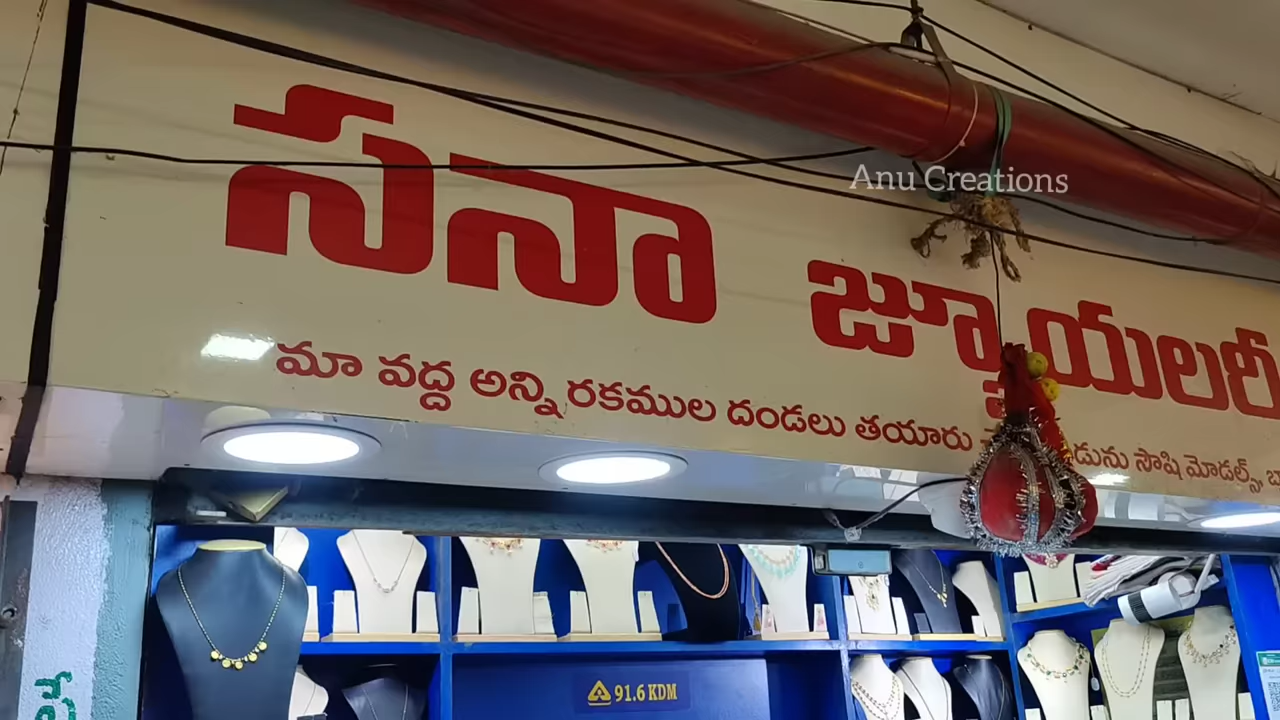 Anu Creations
సనా జ్యూయలరీ
మా వద్ద అన్ని రకముల దండలు తయారు డును సాషి మోడల్స్,
91.6 KDM